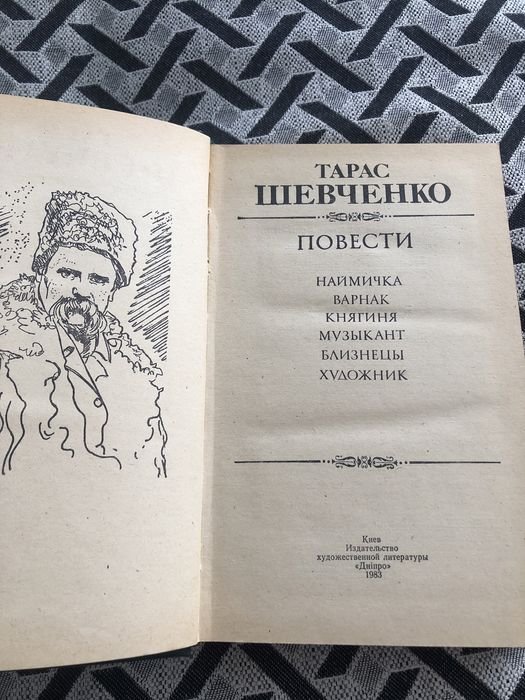 ТАРАС
ШЕВЧЕНКО
ПОВЕСТИ
НАЙМИЧКА
ВАРНАК
КНЯГИНЯ
МУЗЫКАНТ
БЛИЗНЕЦЫ
ХУДОЖНИК
Киев
Издательство
художественной литературы
«Дніпро»
1983